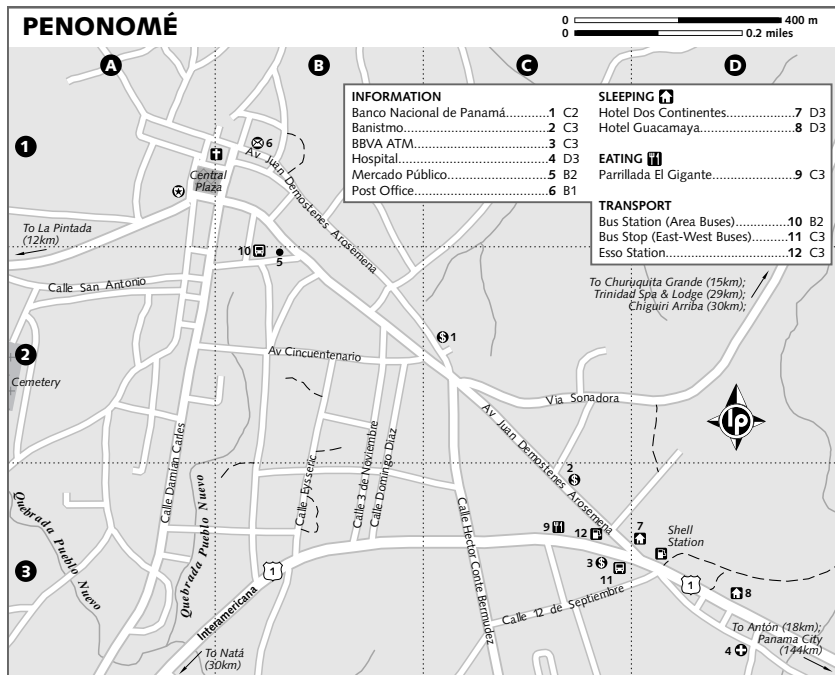 PENONOMÉ
0 400 m
0 0.2 miles
A
B
C
D
1
2
3
INFORMATION
Banco Nacional de Panamá...........1 C2
Banistmo.......................................2 C3
BBVA ATM....................................3 C3
Hospital........................................4 D3
Mercado Público...........................5 B2
Post Office....................................6 B1
SLEEPING
Hotel Dos Continentes..................7 D3
Hotel Guacamaya.........................8 D3
EATING
Parrillada El Gigante......................9 C3
TRANSPORT
Bus Station (Area Buses)..............10 B2
Bus Stop (East-West Buses)..........11 C3
Esso Station................................12 C3
6
Central
Plaza
Av Juan Demostenes Arosemena
To La Pintada
(12km)
10
5
Calle San Antonio
To Churuquita Grande (15km);
Trinidad Spa & Lodge (29km);
Chiguiri Arriba (30km);
$ 1
Av Cincuentenario
Cemetery
Via Sonadora
lp
Av Juan Demostenes Arosemena
Calle Damían Carles
Calle Eysseric
Calle 3 de Noviembre
Calle Domingo Diaz
2
$
Quebrada Pueblo Nuevo
Quebrada Pueblo Nuevo
Calle Hector Conte Bermudez
9
12
7
Shell
Station
3 $
11
1
1
8
Interamericana
Calle 12 de Septiembre
To Natá
(30km)
To Antón (18km);
Panama City
(144km)
4